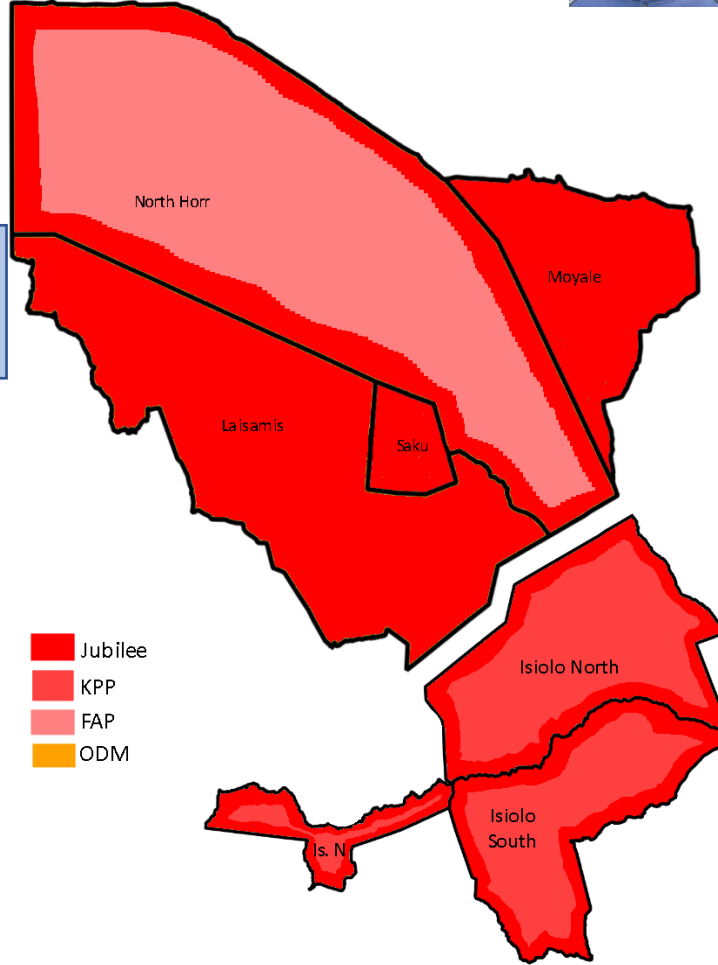 North Horr
Moyale
Laisamis
Saku
Jubilee
KPP
FAP
ODM
Isiolo North
Isiolo
South
Is. N